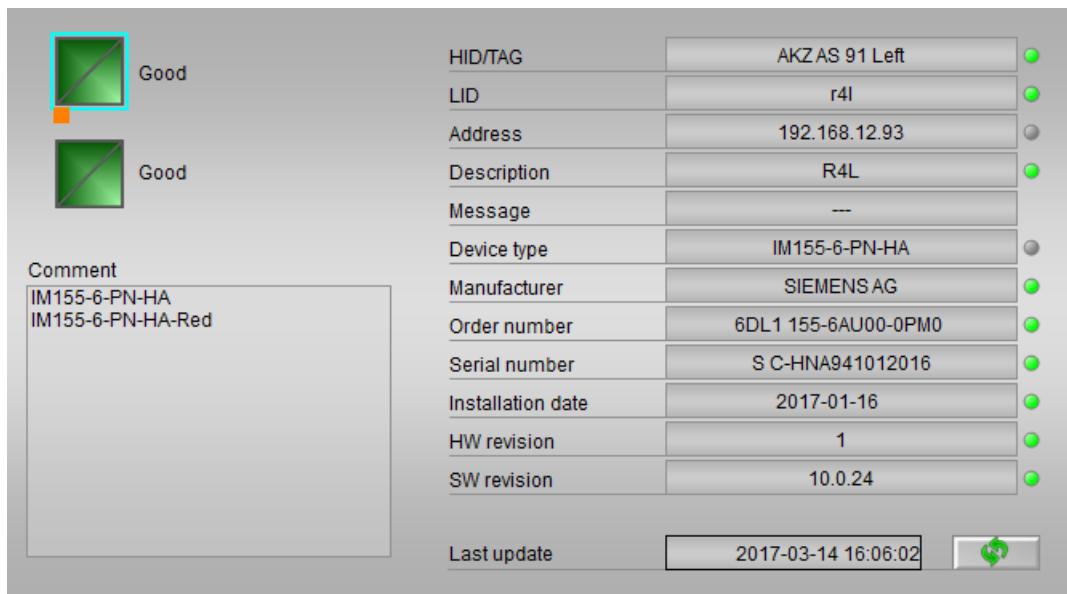 Good
Good
Comment
IM155-6-PN-HA
IM155-6-PN-HA-Red
HID/TAG AKZ AS 91 Left
LID r4l
Address 192.168.12.93
Description R4L
Message ---
Device type IM155-6-PN-HA
Manufacturer SIEMENS AG
Order number 6DL1 155-6AU00-0PM0
Serial number S C-HNA941012016
Installation date 2017-01-16
HW revision 1
SW revision 10.0.24
Last update 2017-03-14 16:06:02